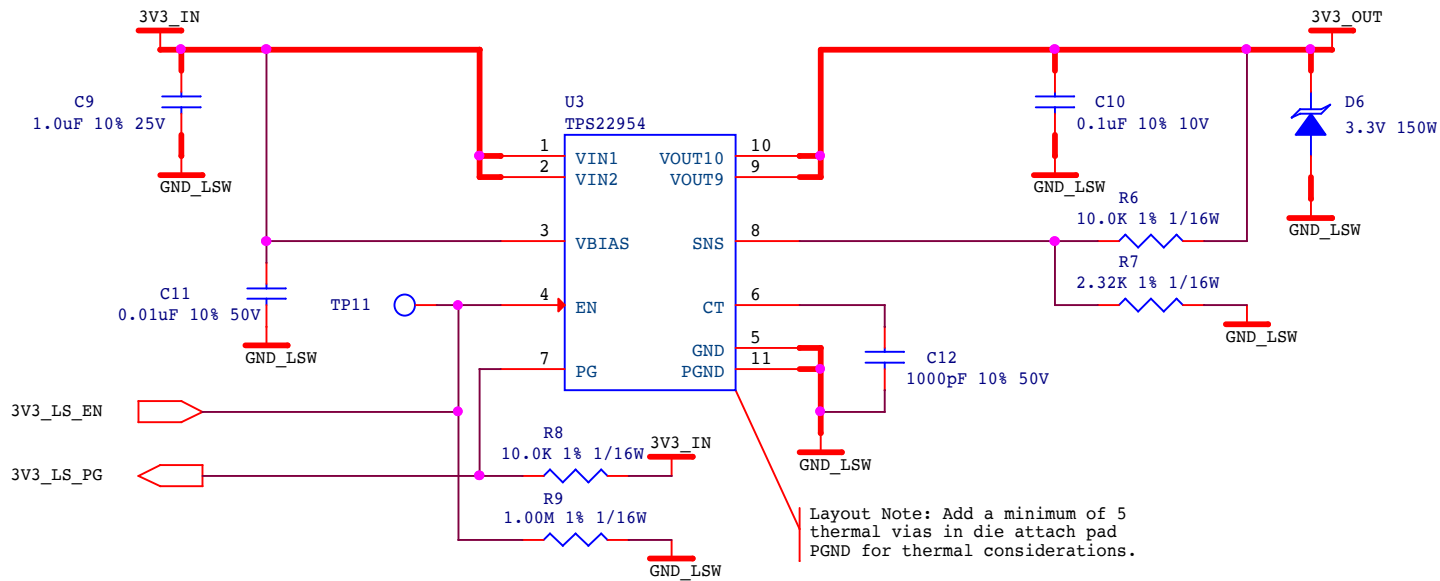 3V3_IN
3V3_OUT
C9
1.0uF 10% 25V
GND_LSW
U3
TPS22954
1
VIN1
2
VIN2
3
VBIAS
4
EN
7
PG
VOUT10
10
VOUT9
9
SNS
8
CT
6
GND
5
PGND
11
C10
0.1uF 10% 10V
GND_LSW
D6
3.3V 150W
GND_LSW
R6
10.0K 1% 1/16W
R7
2.32K 1% 1/16W
GND_LSW
C11
0.01uF 10% 50V
GND_LSW
TP11
C12
1000pF 10% 50V
GND_LSW
3V3_LS_EN
3V3_LS_PG
R8
10.0K 1% 1/16W
3V3_IN
R9
1.00M 1% 1/16W
GND_LSW
Layout Note: Add a minimum of 5
thermal vias in die attach pad
PGND for thermal considerations.